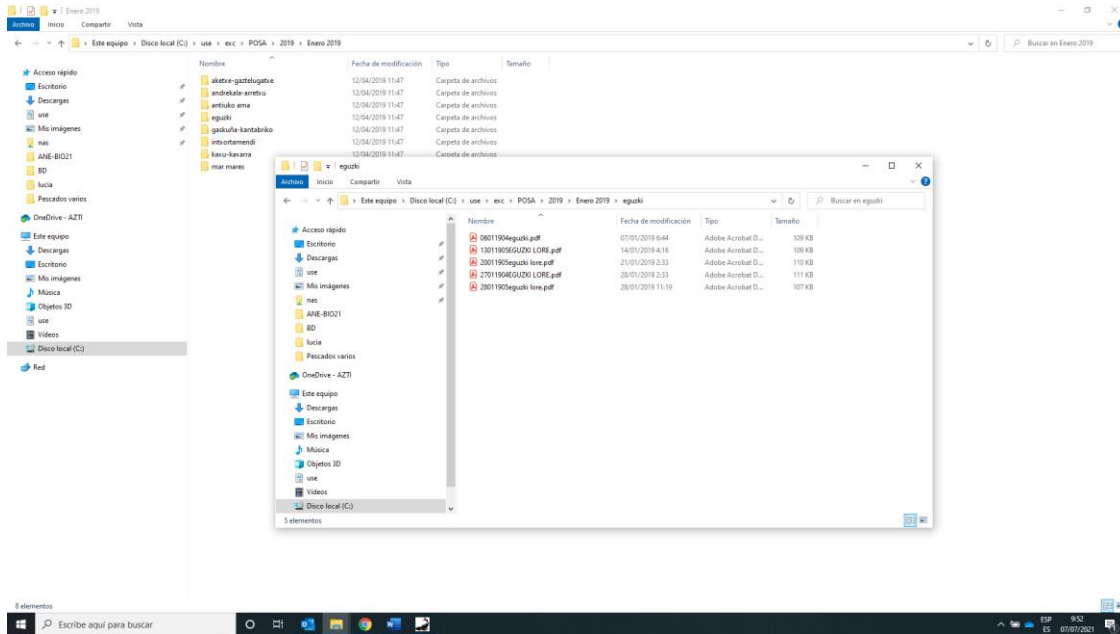 Enero 2019
Archivo Inicio Compartir Vista
Este equipo › Disco local (C:) › use › exc › POSA › 2019 › Enero 2019
Buscar en Enero 2019
Nombre Fecha de modificación Tipo Tamaño
aketxe-gaztelugatxe 12/04/2019 11:47 Carpeta de archivos
andrekala-arretxu 12/04/2019 11:47 Carpeta de archivos
antiuko ama 12/04/2019 11:47 Carpeta de archivos
eguzki 12/04/2019 11:47 Carpeta de archivos
gaskuña-kantabriko 12/04/2019 11:47 Carpeta de archivos
intxortamendi 12/04/2019 11:47 Carpeta de archivos
kaxu-kaxarra 12/04/2019 11:47 Carpeta de archivos
mar mares
Acceso rápido
Escritorio
Descargas
use
Mis imágenes
nas
ANE-BIO21
BD
lucia
Pescados varios
OneDrive - AZTI
Este equipo
Descargas
Escritorio
Mis imágenes
Música
Objetos 3D
use
Vídeos
Disco local (C:)
Red
8 elementos
eguzki
Archivo Inicio Compartir Vista
Este equipo › Disco local (C:) › use › exc › POSA › 2019 › Enero 2019 › eguzki
Buscar en eguzki
Nombre Fecha de modificación Tipo Tamaño
06011904eguzki.pdf 07/01/2019 6:44 Adobe Acrobat D... 109 KB
13011905EGUZKI LORE.pdf 14/01/2019 4:16 Adobe Acrobat D... 109 KB
20011905eguzki lore.pdf 21/01/2019 2:33 Adobe Acrobat D... 110 KB
27011904EGUZKI LORE.pdf 28/01/2019 2:33 Adobe Acrobat D... 111 KB
28011905eguzki lore.pdf 28/01/2019 11:19 Adobe Acrobat D... 107 KB
Acceso rápido
Escritorio
Descargas
use
Mis imágenes
nas
ANE-BIO21
BD
lucia
Pescados varios
OneDrive - AZTI
Este equipo
Descargas
Escritorio
Mis imágenes
Música
Objetos 3D
use
Vídeos
Disco local (C:)
5 elementos
Escribe aquí para buscar
ESP
ES
9:52
07/07/2021